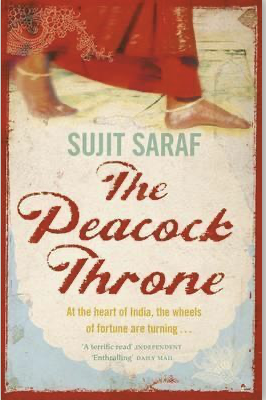 SUJIT SARAF
The
Peacock
Throne
At the heart of India, the wheels
of fortune are turning ...
'A terrific read' INDEPENDENT
'Enthralling' DAILY MAIL